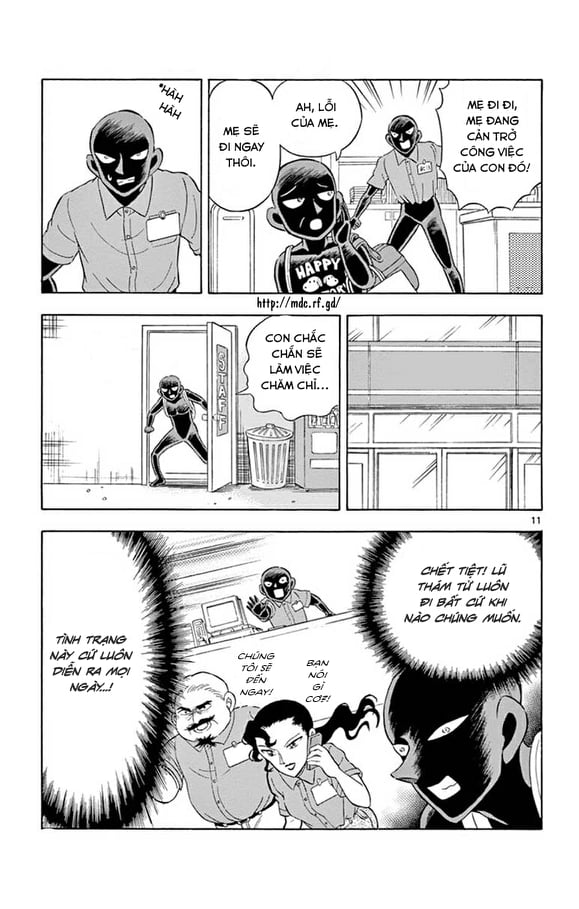 MẸ ĐI ĐI,
MẸ ĐANG
CẢN TRỞ
CÔNG VIỆC
CỦA CON ĐÓ!
AH, LỖI
CỦA MẸ.
MẸ SẼ
ĐI NGAY
THÔI.
HAPPY
*HÀH
HÀH
http://mdc.rf.gd/
CON CHẮC
CHẮN SẼ
LÀM VIỆC
CHĂM CHỈ...
STAFF
11
CHẾT TIỆT! LŨ
THÁM TỬ LUÔN
ĐI BẤT CỨ KHI
NÀO CHÚNG MUỐN.
BẠN
NÓI
GÌ
CƠ?!
CHÚNG
TÔI SẼ
ĐẾN
NGAY!
TÌNH TRẠNG
NÀY CỨ LUÔN
DIỄN RA MỌI
NGÀY...!